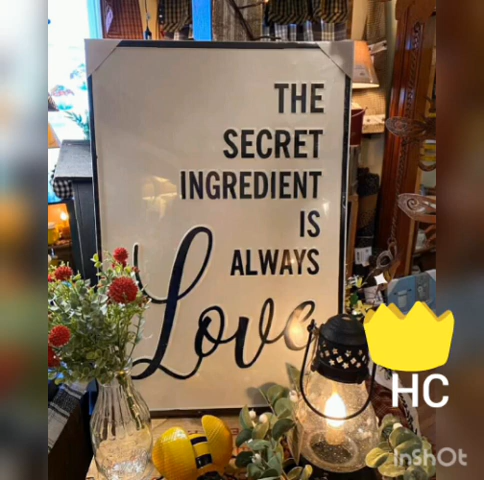 THE
SECRET
INGREDIENT
IS
ALWAYS
Love
HC
InShOt